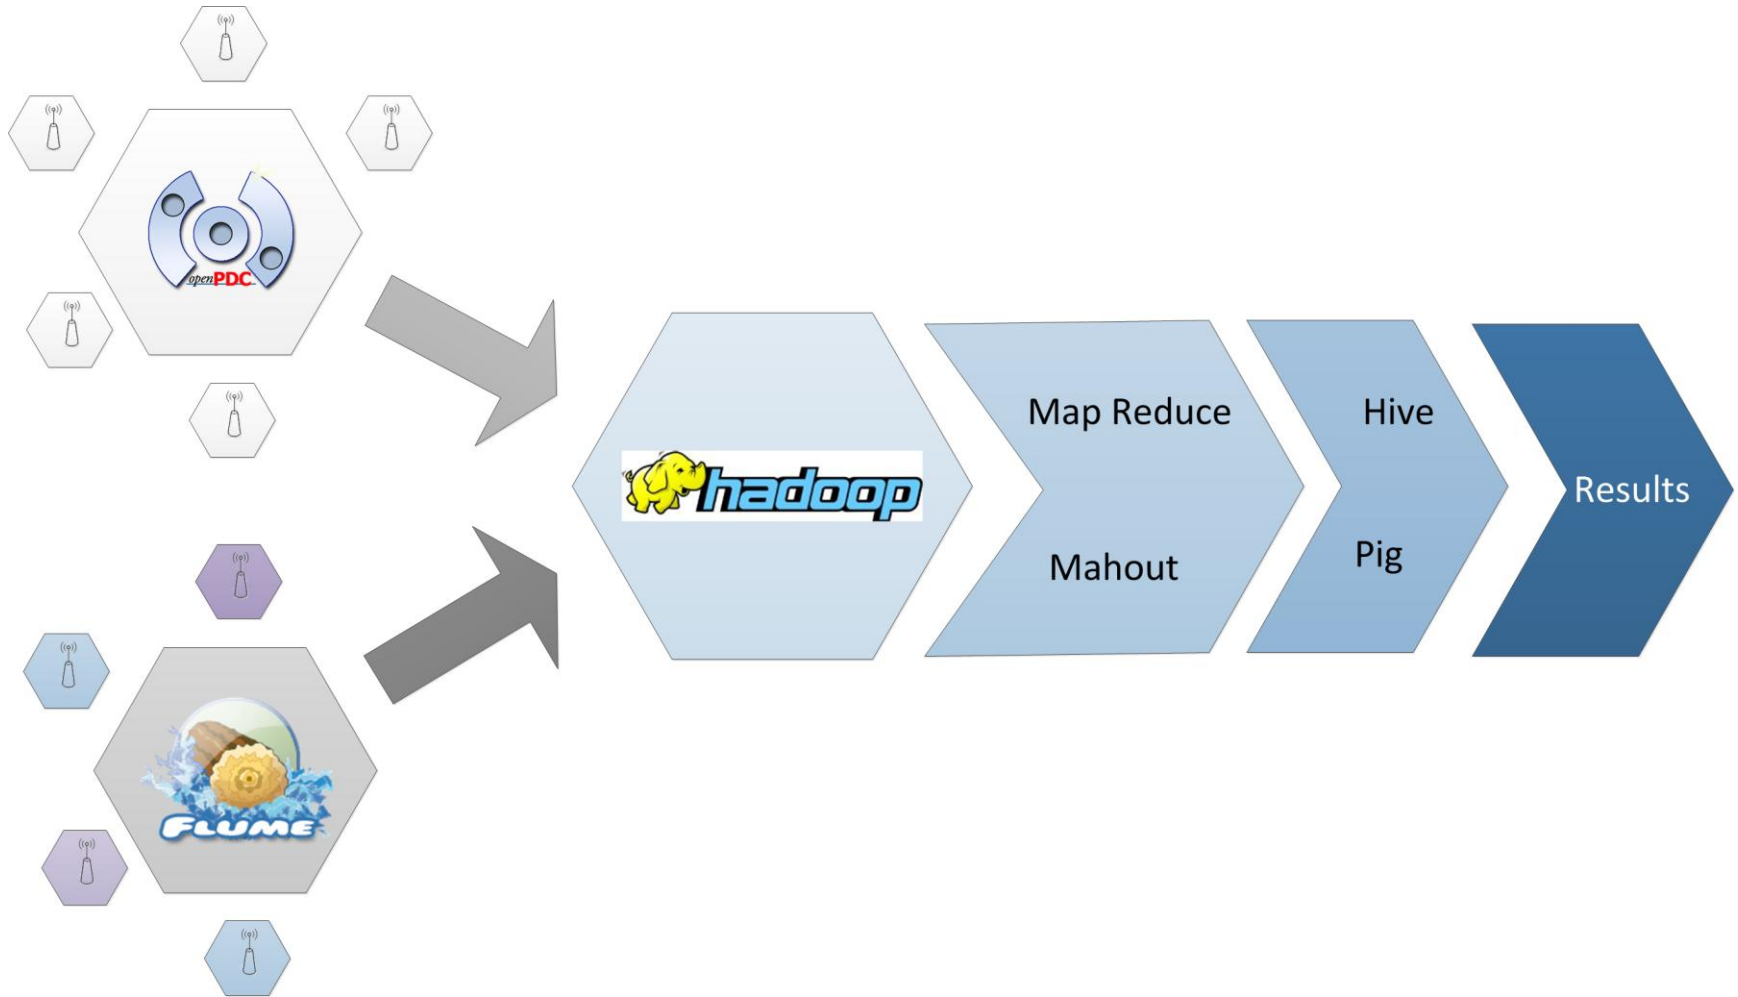 openPDC
FLUME
hadoop
Map Reduce
Mahout
Hive
Pig
Results